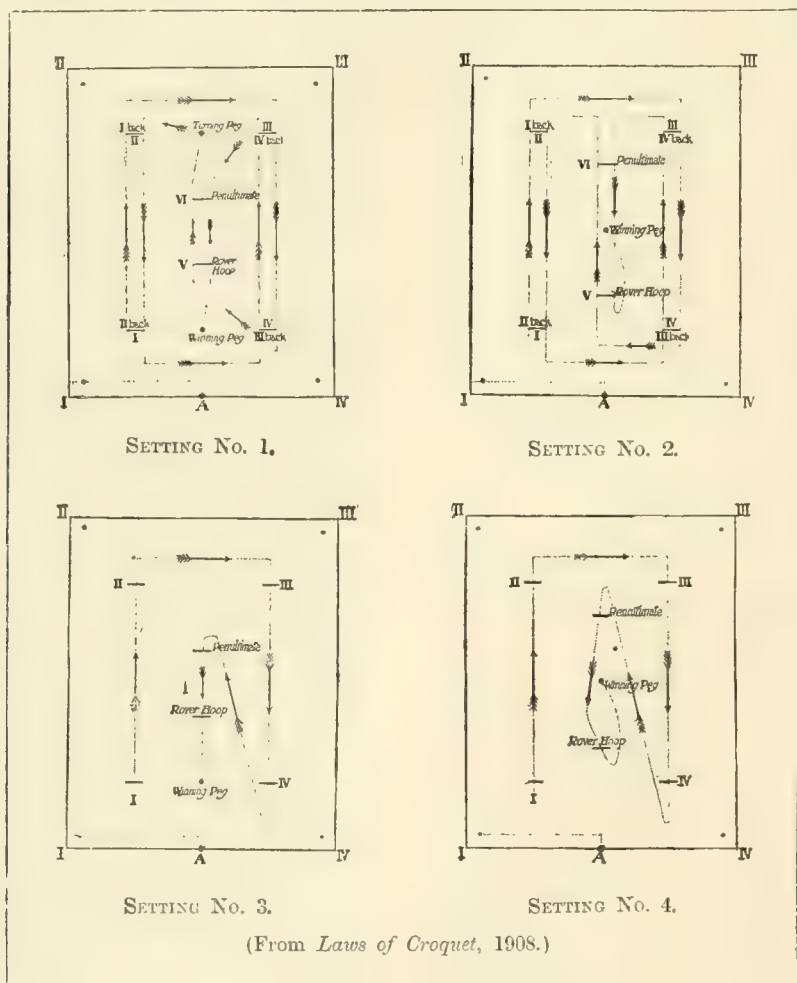 II III
I back
II
Turning Peg
III
IV back
VI Penultimate
V Rover
Hoop
II back
I
Winning Peg
IV
III back
I A IV
SETTING No. 1.
II III
I back
II
III
IV back
VI Penultimate
Winning Peg
V Rover Hoop
II back
I
IV
III back
I A IV
SETTING No. 2.
II III
II III
Penultimate
Rover Hoop
I
Winning Peg
IV
I A IV
SETTING No. 3.
II III
II III
Penultimate
Winning Peg
Rover Hoop
I
IV
I A IV
SETTING No. 4.
(From Laws of Croquet, 1908.)